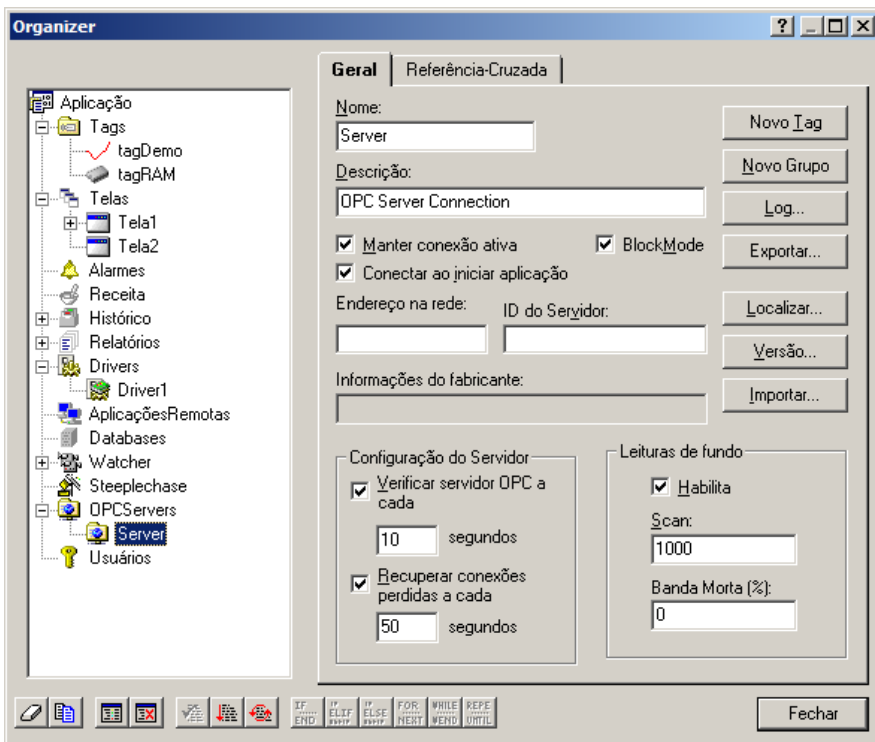 Organizer
Geral
Referência-Cruzada
Aplicação
Tags
tagDemo
tagRAM
Telas
Tela1
Tela2
Alarmes
Receita
Histórico
Relatórios
Drivers
Driver1
AplicaçõesRemotas
Databases
Watcher
Steeplechase
OPCServers
Server
Usuários
Nome:
Server
Descrição:
OPC Server Connection
Manter conexão ativa
BlockMode
Conectar ao iniciar aplicação
Endereço na rede:
ID do Servidor:
Informações do fabricante:
Novo Tag
Novo Grupo
Log...
Exportar...
Localizar...
Versão...
Importar...
Configuração do Servidor
Verificar servidor OPC a
cada
10 segundos
Recuperar conexões
perdidas a cada
50 segundos
Leituras de fundo
Habilita
Scan:
1000
Banda Morta (%):
0
IF
END
IF
ELIF
ENDIF
IF
ELSE
ENDIF
FOR
NEXT
WHILE
WEND
REPE
UNTIL
Fechar